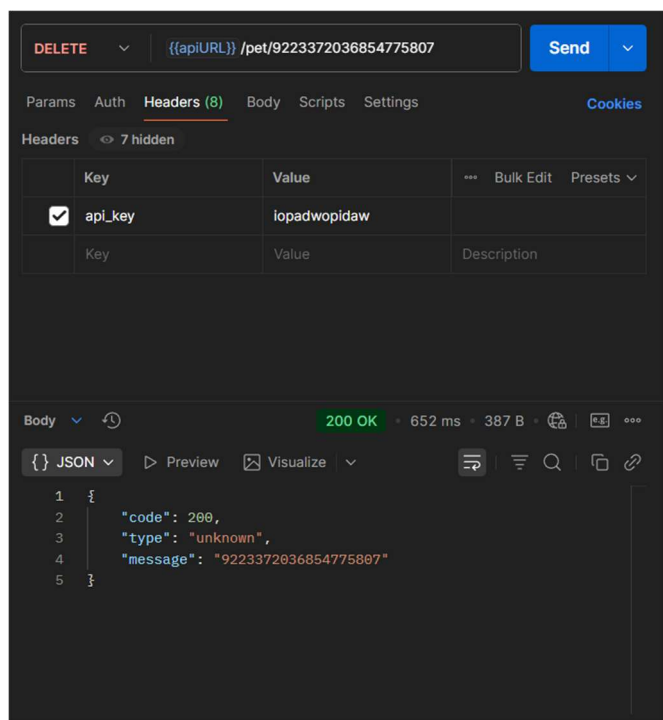 DELETE {{apiURL}} /pet/9223372036854775807 Send
Params Auth Headers (8) Body Scripts Settings Cookies
Headers 7 hidden
Key Value Bulk Edit Presets
api_key iopadwopidaw
Key Value Description
Body 200 OK 652 ms 387 B e.g.
{} JSON Preview Visualize
1 {
2 "code": 200,
3 "type": "unknown",
4 "message": "9223372036854775807"
5 }